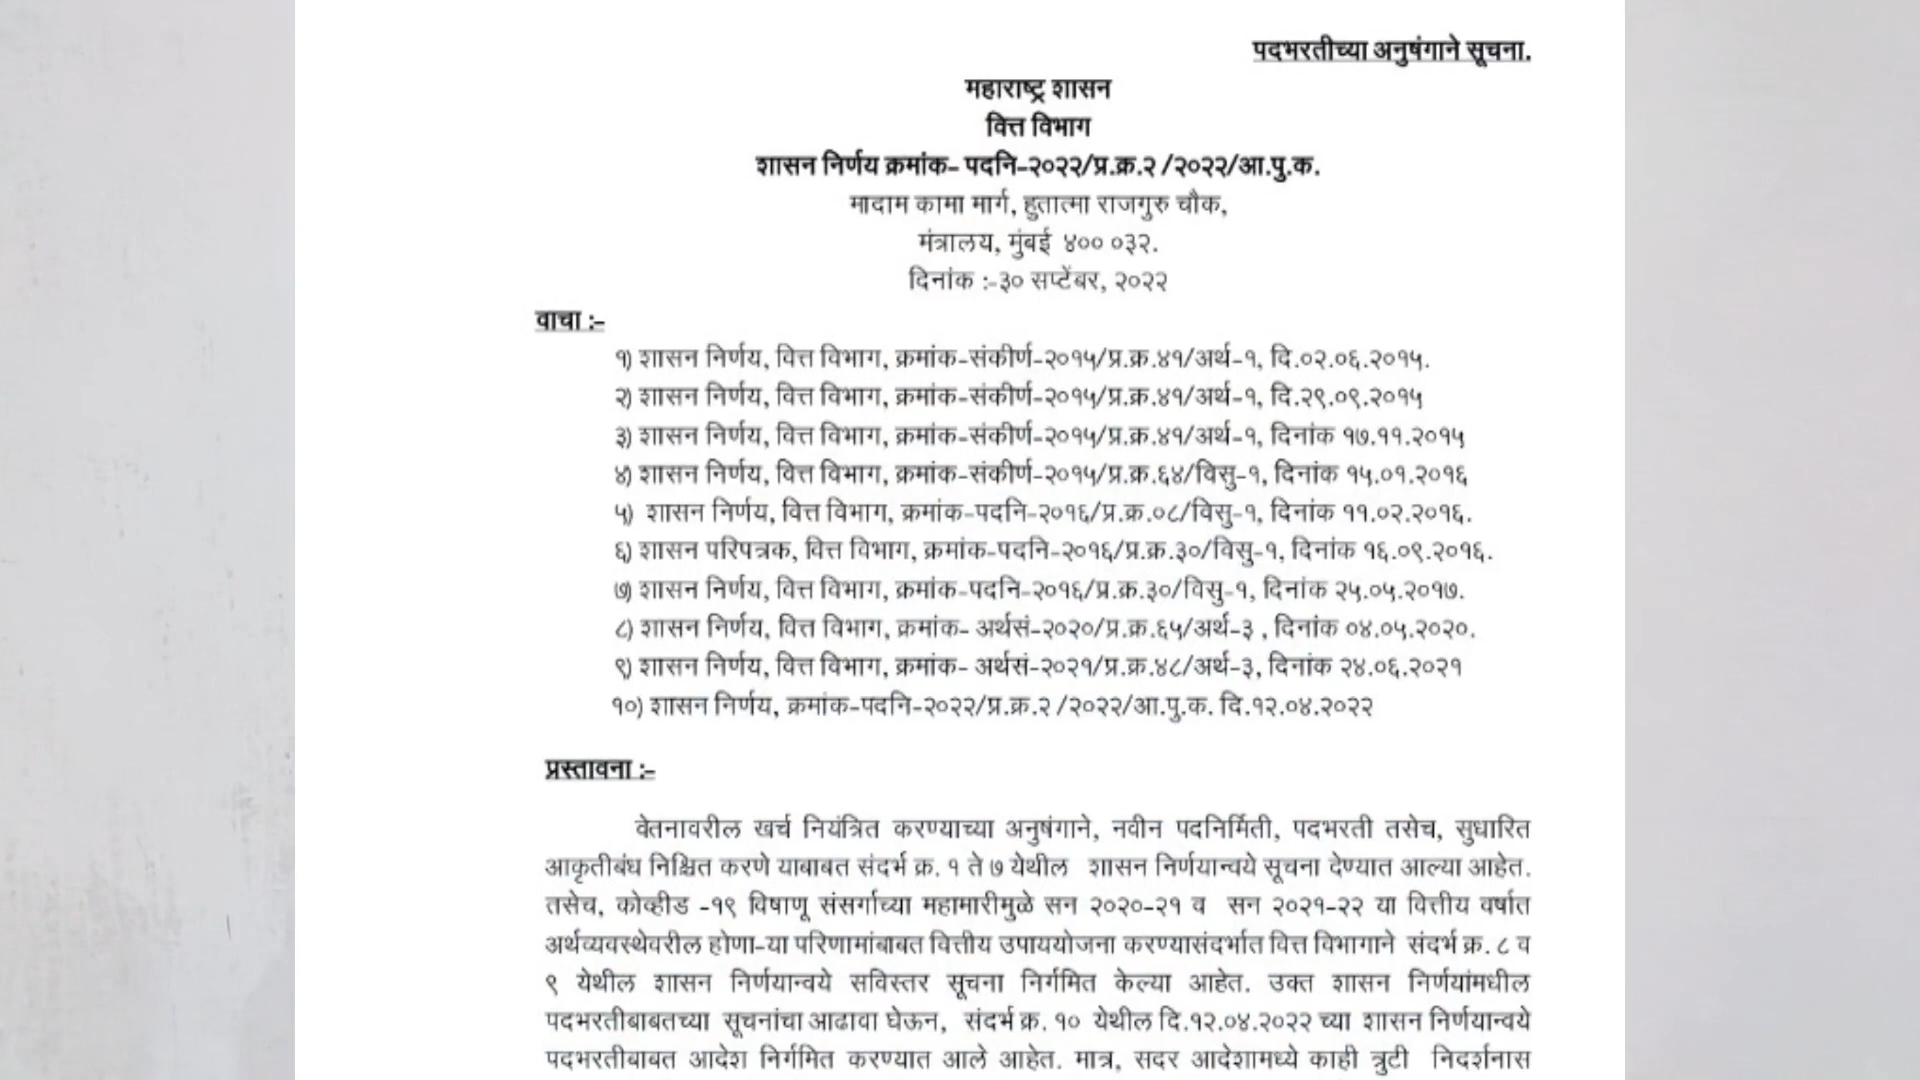 पदभरतीच्या अनुषंगाने सूचना.
महाराष्ट्र शासन
वित्त विभाग
शासन निर्णय क्रमांक- पदनि-२०२२/प्र.क्र.२ /२०२२/आ.पु.क.
मादाम कामा मार्ग, हुतात्मा राजगुरु चौक,
मंत्रालय, मुंबई ४०० ०३२.
दिनांक :-३० सप्टेंबर, २०२२
वाचा :-
१) शासन निर्णय, वित्त विभाग, क्रमांक-संकीर्ण-२०१५/प्र.क्र.४१/अर्थ-१, दि.०२.०६.२०१५.
२) शासन निर्णय, वित्त विभाग, क्रमांक-संकीर्ण-२०१५/प्र.क्र.४१/अर्थ-१, दि.२९.०९.२०१५
३) शासन निर्णय, वित्त विभाग, क्रमांक-संकीर्ण-२०१५/प्र.क्र.४१/अर्थ-१, दिनांक १७.११.२०१५
४) शासन निर्णय, वित्त विभाग, क्रमांक-संकीर्ण-२०१५/प्र.क्र.६४/विसु-१, दिनांक १५.०१.२०१६
५) शासन निर्णय, वित्त विभाग, क्रमांक-पदनि-२०१६/प्र.क्र.०८/विसु-१, दिनांक ११.०२.२०१६.
६) शासन परिपत्रक, वित्त विभाग, क्रमांक-पदनि-२०१६/प्र.क्र.३०/विसु-१, दिनांक १६.०९.२०१६.
७) शासन निर्णय, वित्त विभाग, क्रमांक-पदनि-२०१६/प्र.क्र.३०/विसु-१, दिनांक २५.०५.२०१७.
८) शासन निर्णय, वित्त विभाग, क्रमांक- अर्थसं-२०२०/प्र.क्र.६५/अर्थ-३ , दिनांक ०४.०५.२०२०.
९) शासन निर्णय, वित्त विभाग, क्रमांक- अर्थसं-२०२१/प्र.क्र.४८/अर्थ-३, दिनांक २४.०६.२०२१
१०) शासन निर्णय, क्रमांक-पदनि-२०२२/प्र.क्र.२ /२०२२/आ.पु.क. दि.१२.०४.२०२२
प्रस्तावना :-
वेतनावरील खर्च नियंत्रित करण्याच्या अनुषंगाने, नवीन पदनिर्मिती, पदभरती तसेच, सुधारित
आकृतीबंध निश्चित करणे याबाबत संदर्भ क्र. १ ते ७ येथील शासन निर्णयान्वये सूचना देण्यात आल्या आहेत.
तसेच, कोव्हीड -१९ विषाणू संसर्गाच्या महामारीमुळे सन २०२०-२१ व सन २०२१-२२ या वित्तीय वर्षात
अर्थव्यवस्थेवरील होणा-या परिणामांबाबत वित्तीय उपाययोजना करण्यासंदर्भात वित्त विभागाने संदर्भ क्र. ८ व
९ येथील शासन निर्णयान्वये सविस्तर सूचना निर्गमित केल्या आहेत. उक्त शासन निर्णयांमधील
पदभरतीबाबतच्या सूचनांचा आढावा घेऊन, संदर्भ क्र. १० येथील दि.१२.०४.२०२२ च्या शासन निर्णयान्वये
पदभरतीबाबत आदेश निर्गमित करण्यात आले आहेत. मात्र, सदर आदेशामध्ये काही त्रुटी निदर्शनास